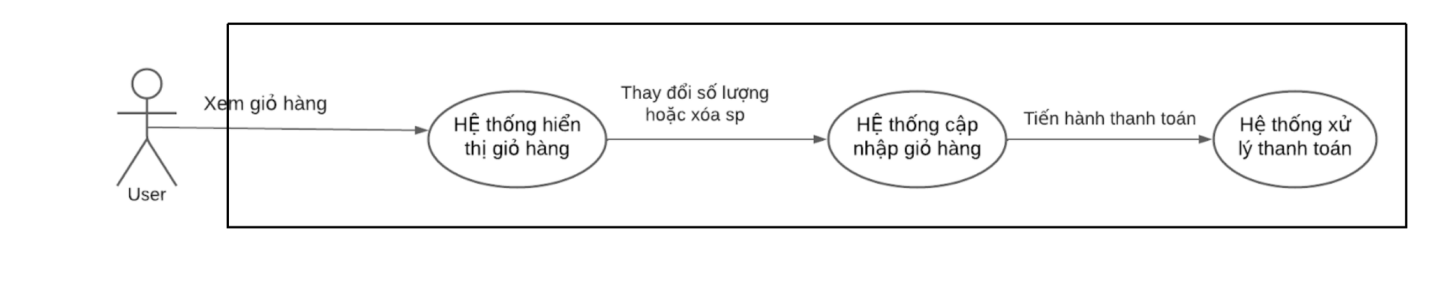 Xem giỏ hàng
User
HỆ thống hiển
thị giỏ hàng
Thay đổi số lượng
hoặc xóa sp
HỆ thống cập
nhập giỏ hàng
Tiến hành thanh toán
Hệ thống xử
lý thanh toán